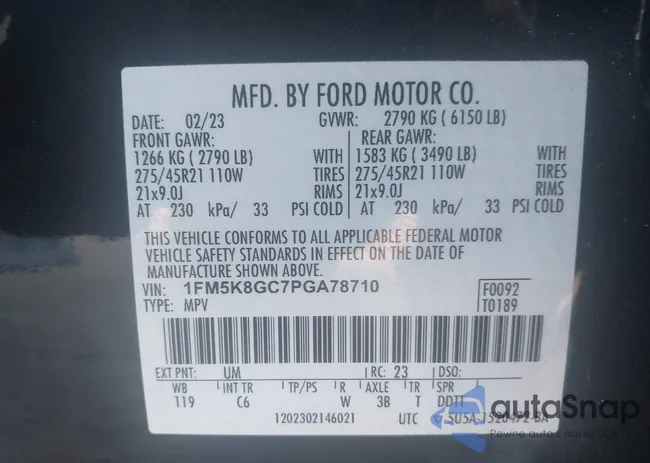 MFD. BY FORD MOTOR CO.
DATE: 02/23 GVWR: 2790 KG ( 6150 LB)
FRONT GAWR: REAR GAWR:
1266 KG ( 2790 LB) WITH 1583 KG ( 3490 LB) WITH
275/45R21 110W TIRES 275/45R21 110W TIRES
21x9.0J RIMS 21x9.0J RIMS
AT 230 kPa/ 33 PSI COLD AT 230 kPa/ 33 PSI COLD
THIS VEHICLE CONFORMS TO ALL APPLICABLE FEDERAL MOTOR
VEHICLE SAFETY STANDARDS IN EFFECT ON THE DATE OF
MANUFACTURE SHOWN ABOVE.
VIN: 1FM5K8GC7PGA78710 F0092
TYPE: MPV T0189
EXT PNT: UM RC: 23 DSO:
WB INT TR TP/PS R AXLE TR SPR
119 C6 W 3B T DDTT
1202302146021 UTC
autoSnap
Pewne auto z aukcji USA